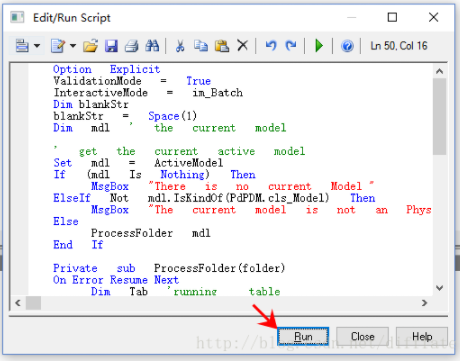 Edit/Run Script
Ln 50, Col 16
Option Explicit
ValidationMode = True
InteractiveMode = im_Batch
Dim blankStr
blankStr = Space(1)
Dim mdl ' the current model
' get the current active model
Set mdl = ActiveModel
If (mdl Is Nothing) Then
MsgBox "There is no current Model "
ElseIf Not mdl.IsKindOf(PdPDM.cls_Model) Then
MsgBox "The current model is not an Phys
Else
ProcessFolder mdl
End If
Private sub ProcessFolder(folder)
On Error Resume Next
Dim Tab 'running table
Run Close Help